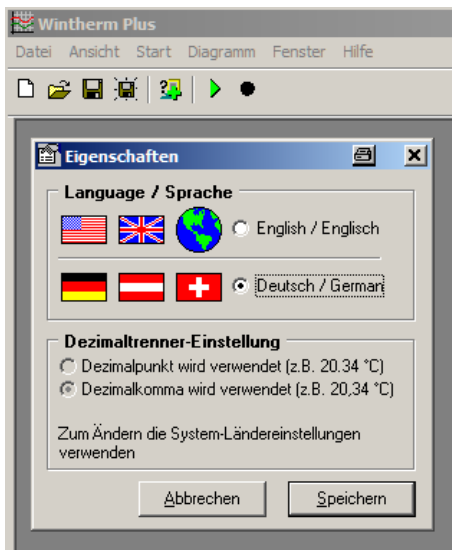 Wintherm Plus
Datei Ansicht Start Diagramm Fenster Hilfe
Eigenschaften
Language / Sprache
English / Englisch
Deutsch / German
Dezimaltrenner-Einstellung
Dezimalpunkt wird verwendet (z.B. 20.34 °C)
Dezimalkomma wird verwendet (z.B. 20,34 °C)
Zum Ändern die System-Ländereinstellungen
verwenden
Abbrechen Speichern